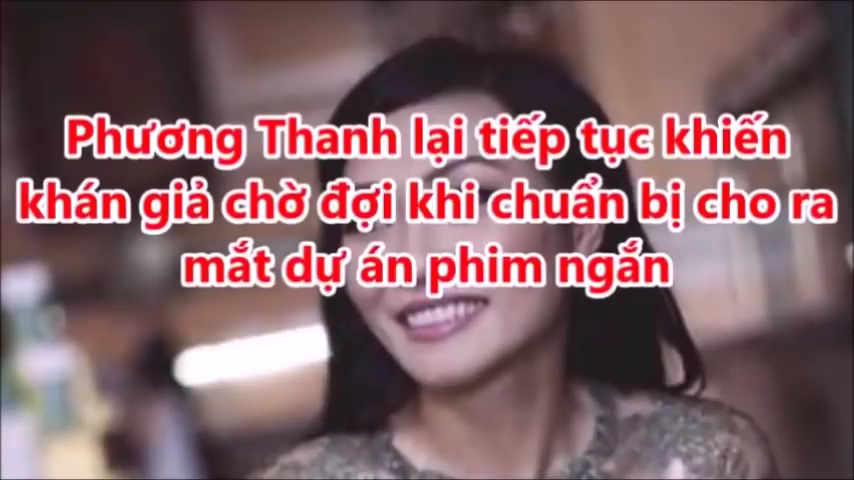 Phương Thanh lại tiếp tục khiến
khán giả chờ đợi khi chuẩn bị cho ra
mắt dự án phim ngắn